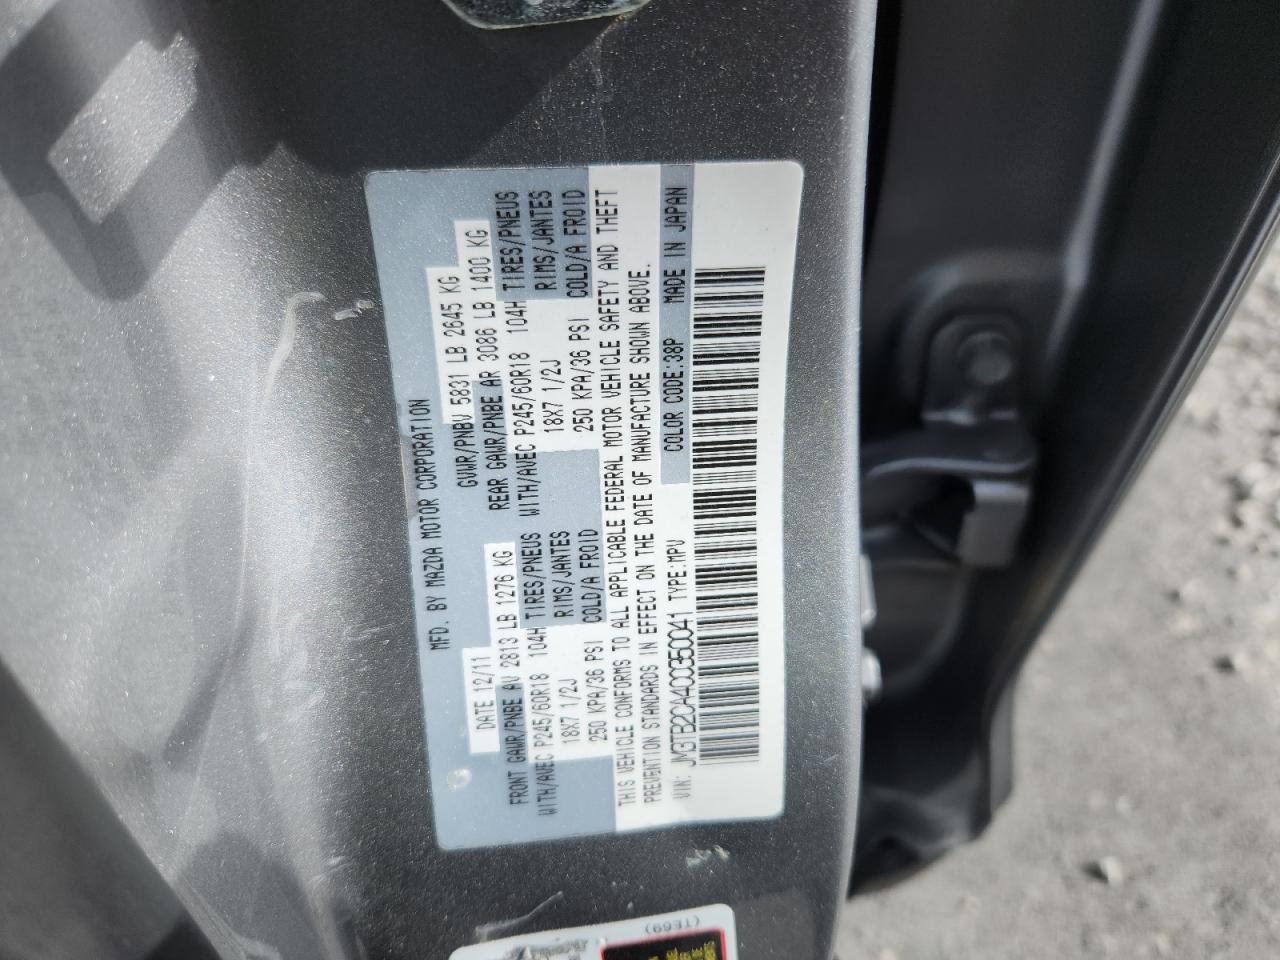 MFD. BY MAZDA MOTOR CORPORATION
DATE 12/11 GVWR/PNBV 5831 LB 2645 KG
FRONT GAWR/PNBE AV 2813 LB 1276 KG REAR GAWR/PNBE AR 3086 LB 1400 KG
WITH/AVEC P245/60R18 104H TIRES/PNEUS WITH/AVEC P245/60R18 104H TIRES/PNEUS
18X7 1/2J RIMS/JANTES 18X7 1/2J RIMS/JANTES
250 KPA/36 PSI COLD/A FROID 250 KPA/36 PSI COLD/A FROID
THIS VEHICLE CONFORMS TO ALL APPLICABLE FEDERAL MOTOR VEHICLE SAFETY AND THEFT
PREVENTION STANDARDS IN EFFECT ON THE DATE OF MANUFACTURE SHOWN ABOVE.
VIN: JM3TB2CA4C0350041 TYPE:MPV COLOR CODE:38P MADE IN JAPAN
(TE69)